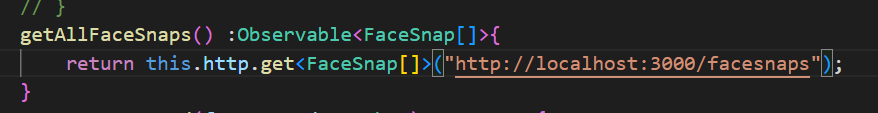 // }
getAllFaceSnaps() :Observable<FaceSnap[]>{
return this.http.get<FaceSnap[]>("http://localhost:3000/facesnaps");
}